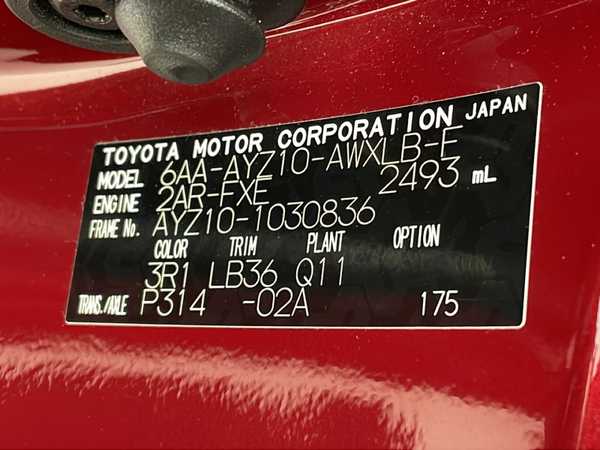 TOYOTA MOTOR CORPORATION JAPAN
MODEL 6AA-AYZ10-AWXLB-E
ENGINE 2AR-FXE 2493 mL
FRAME No. AYZ10-1030836
COLOR TRIM PLANT OPTION
3R1 LB36 Q11
TRANS./AXLE P314 -02A 175